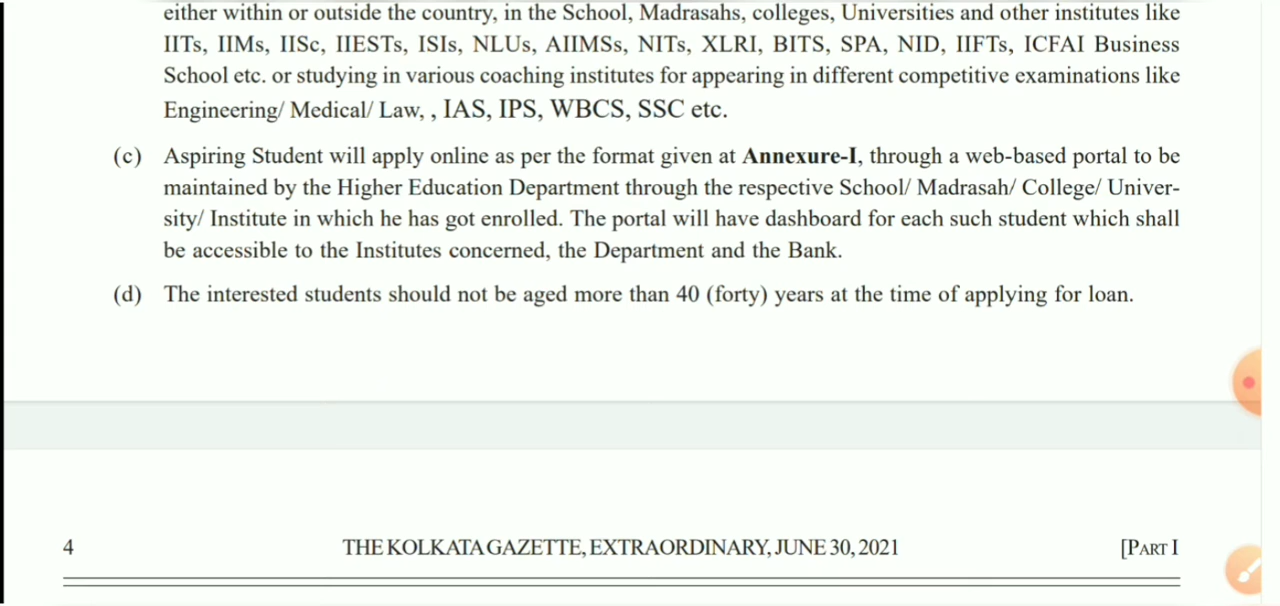 either within or outside the country, in the School, Madrasahs, colleges, Universities and other institutes like
IITs, IIMs, IISc, IIESTs, ISIs, NLUs, AIIMSs, NITs, XLRI, BITS, SPA, NID, IIFTs, ICFAI Business
School etc. or studying in various coaching institutes for appearing in different competitive examinations like
Engineering/ Medical/ Law, , IAS, IPS, WBCS, SSC etc.
(c) Aspiring Student will apply online as per the format given at Annexure-I, through a web-based portal to be
maintained by the Higher Education Department through the respective School/ Madrasah/ College/ Univer-
sity/ Institute in which he has got enrolled. The portal will have dashboard for each such student which shall
be accessible to the Institutes concerned, the Department and the Bank.
(d) The interested students should not be aged more than 40 (forty) years at the time of applying for loan.
4 THE KOLKATA GAZETTE, EXTRAORDINARY, JUNE 30, 2021 [PART I